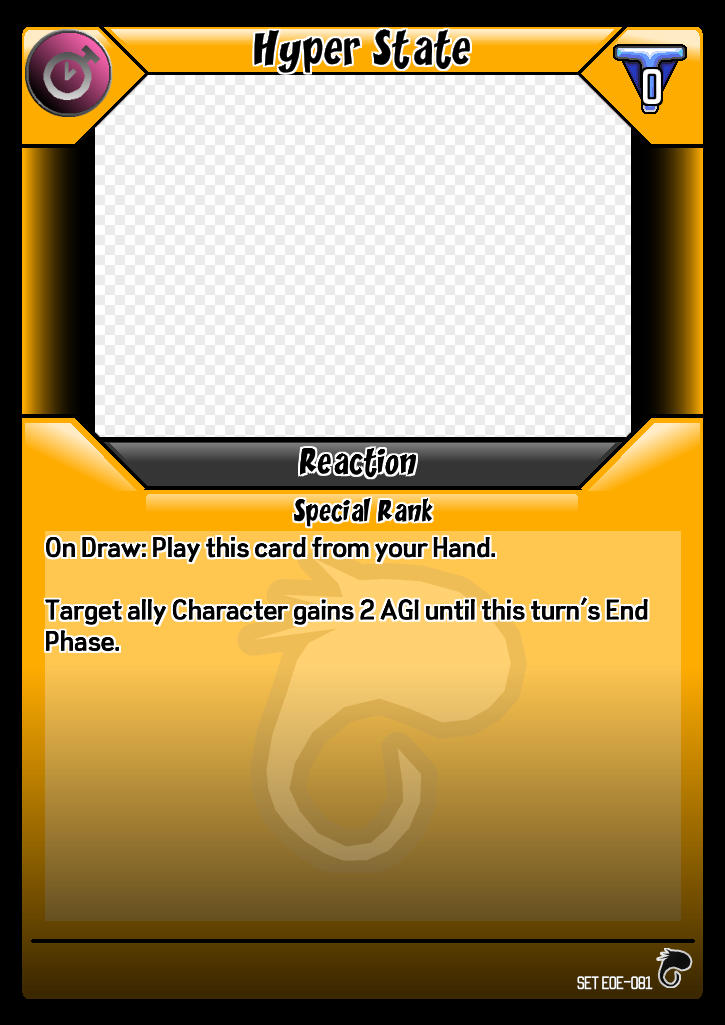 Hyper State
0
Reaction
Special Rank
On Draw: Play this card from your Hand.
Target ally Character gains 2 AGI until this turn's End
Phase.
SET EOE-081